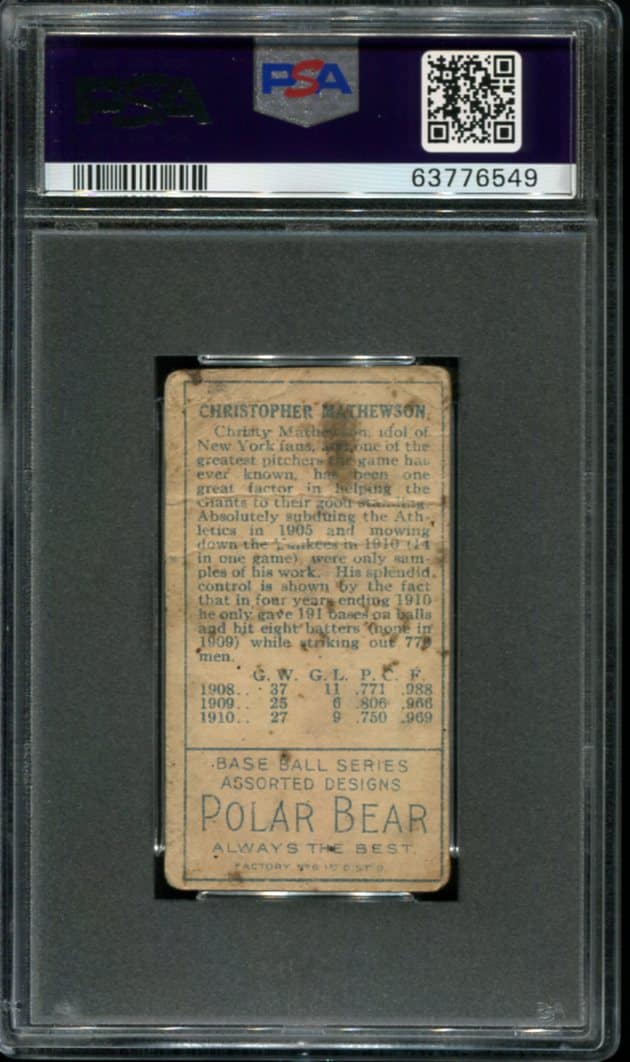 PSA
PSA
63776549
CHRISTOPHER MATHEWSON.
Christy Mathewson, idol of
New York fans, and one of the
greatest pitchers the game has
ever known, has been one
great factor in helping the
Giants to their good standing.
Absolutely subduing the Ath-
letics in 1905 and mowing
down the Yankees in 1910 (14
in one game), were only sam-
ples of his work. His splendid
control is shown by the fact
that in four years ending 1910
he only gave 191 bases on balls
and hit eight batters (none in
1909) while striking out
men.
G. W. G. L. P. C. F.
1908.. 37 11 .771 .988
1909.. 25 6 .806 .966
1910.. 27 9 .750 .969
BASE BALL SERIES
ASSORTED DESIGNS
POLAR BEAR
ALWAYS THE BEST.
FACTORY Nº 6 1ST DIST O.